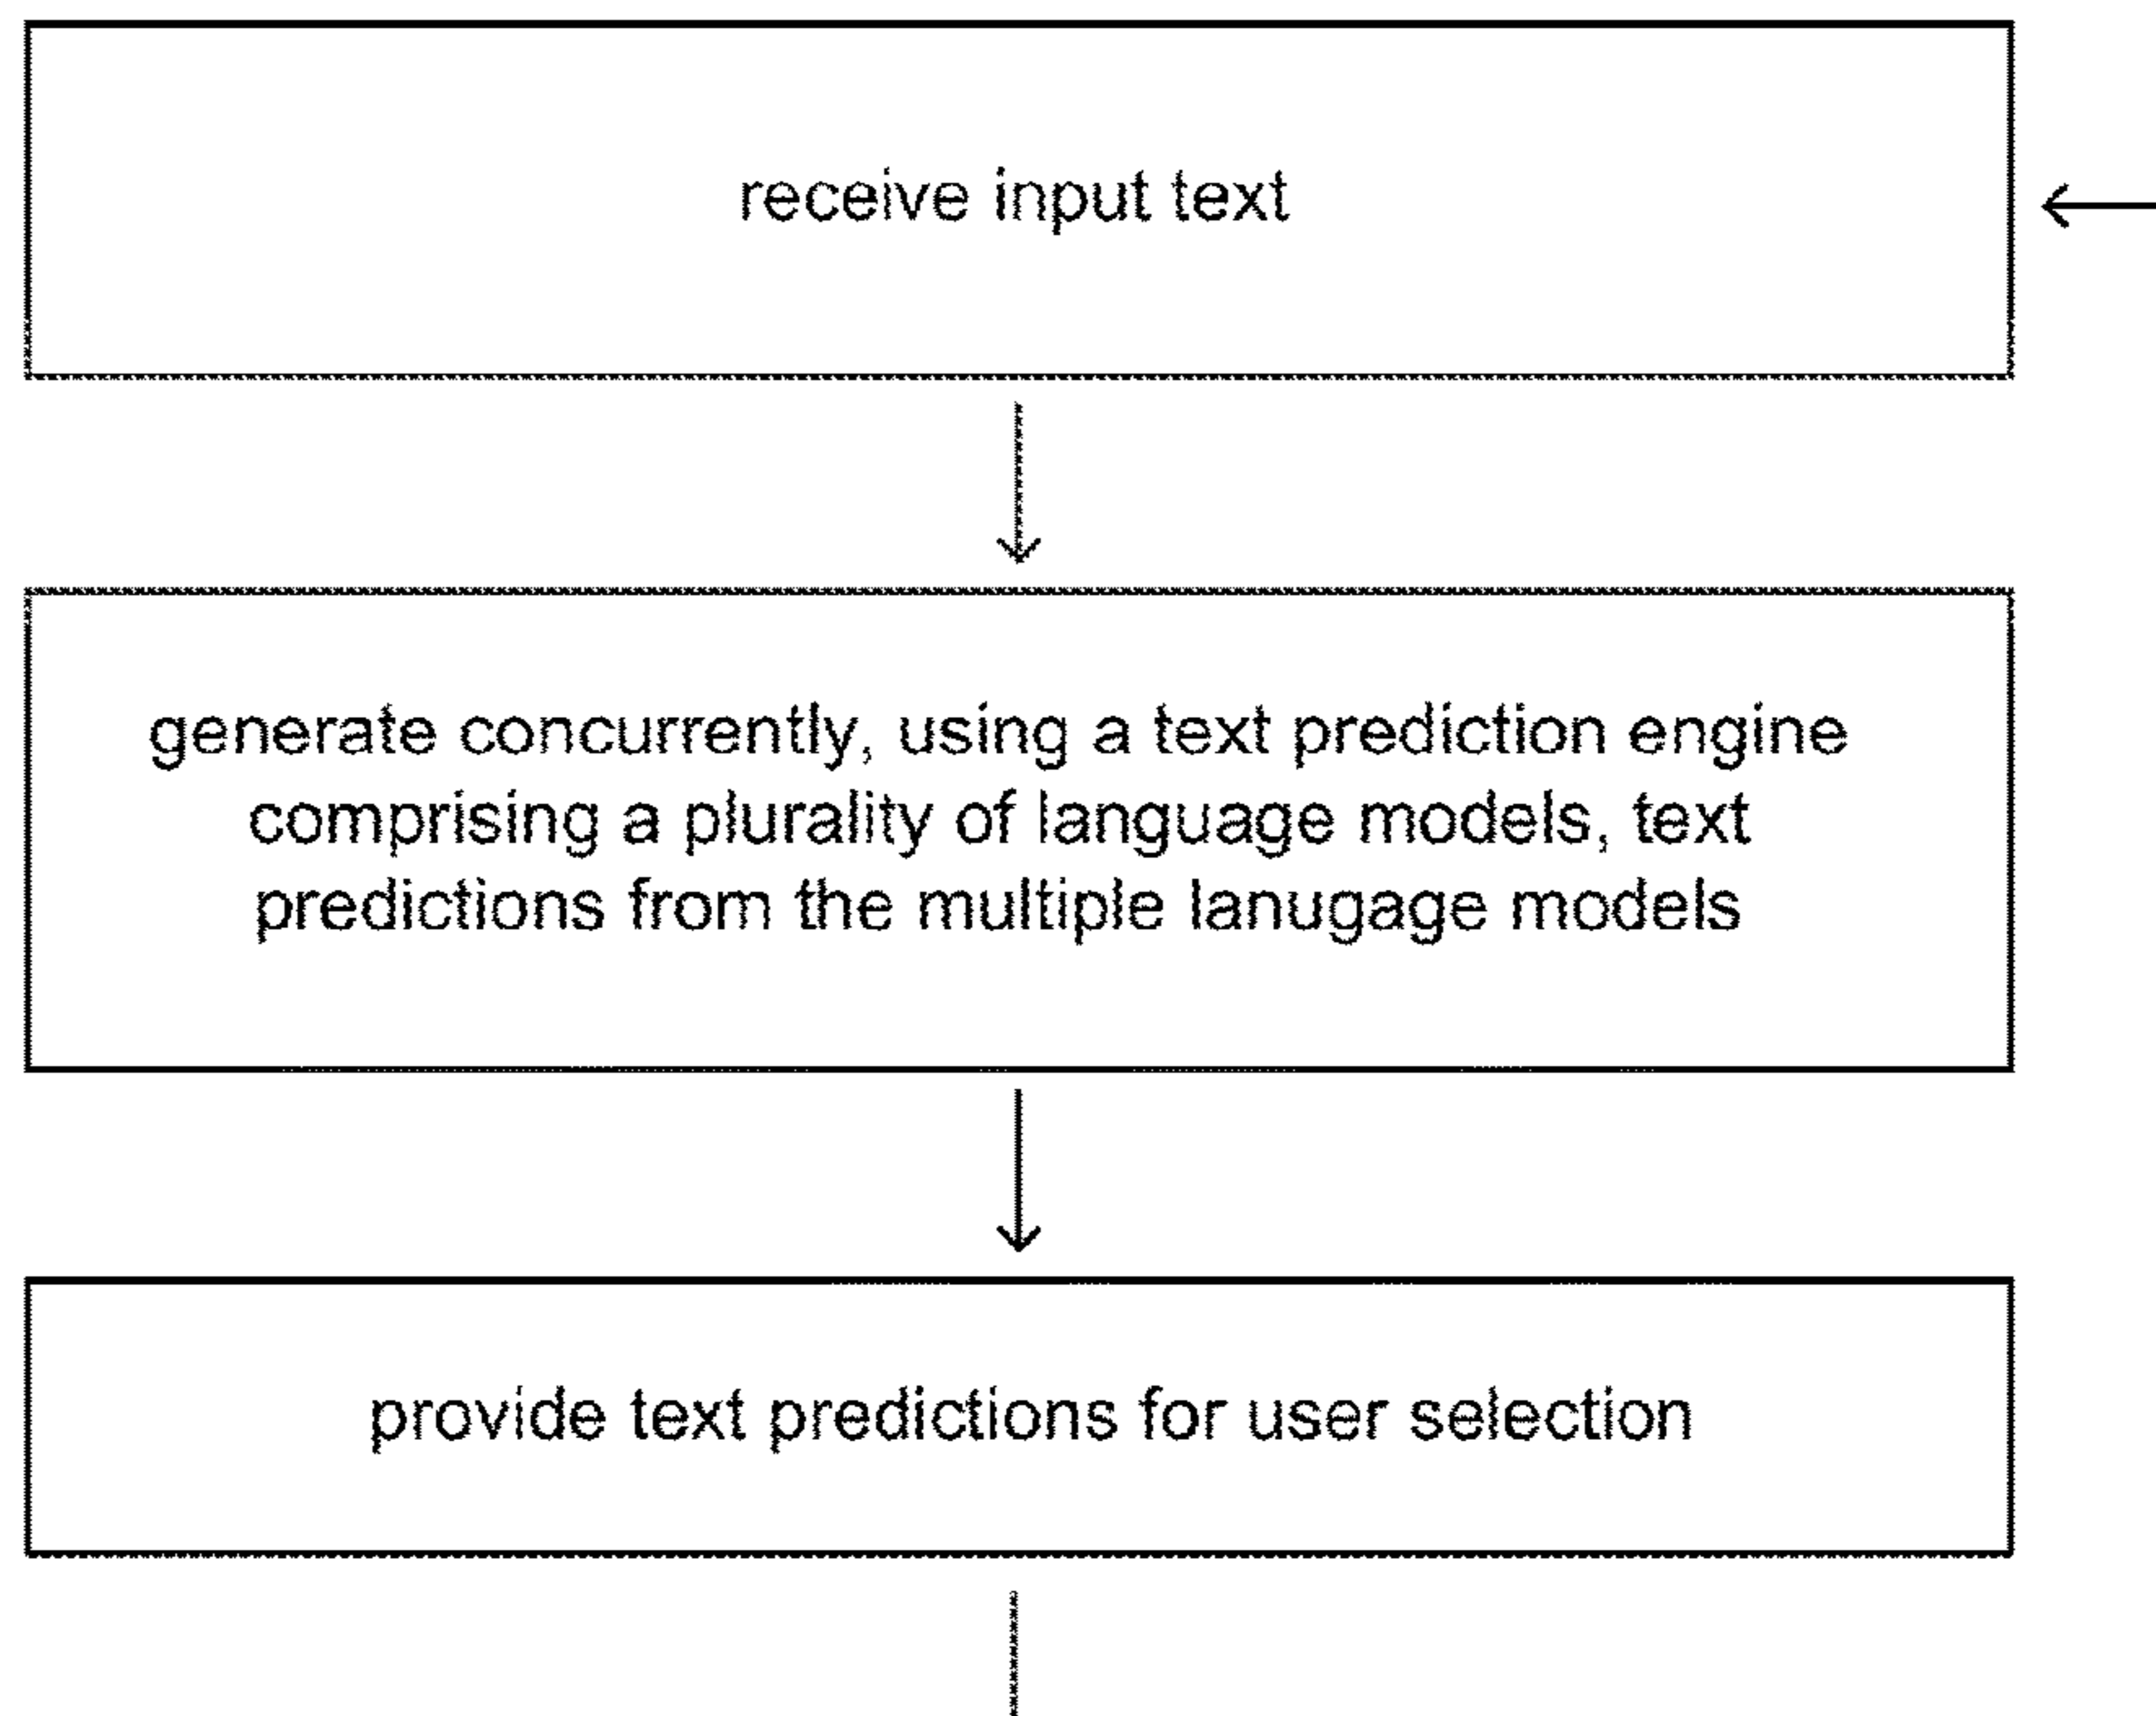 receive input text
generate concurrently, using a text prediction engine
comprising a plurality of language models, text
predictions from the multiple lanugage models
provide text predictions for user selection